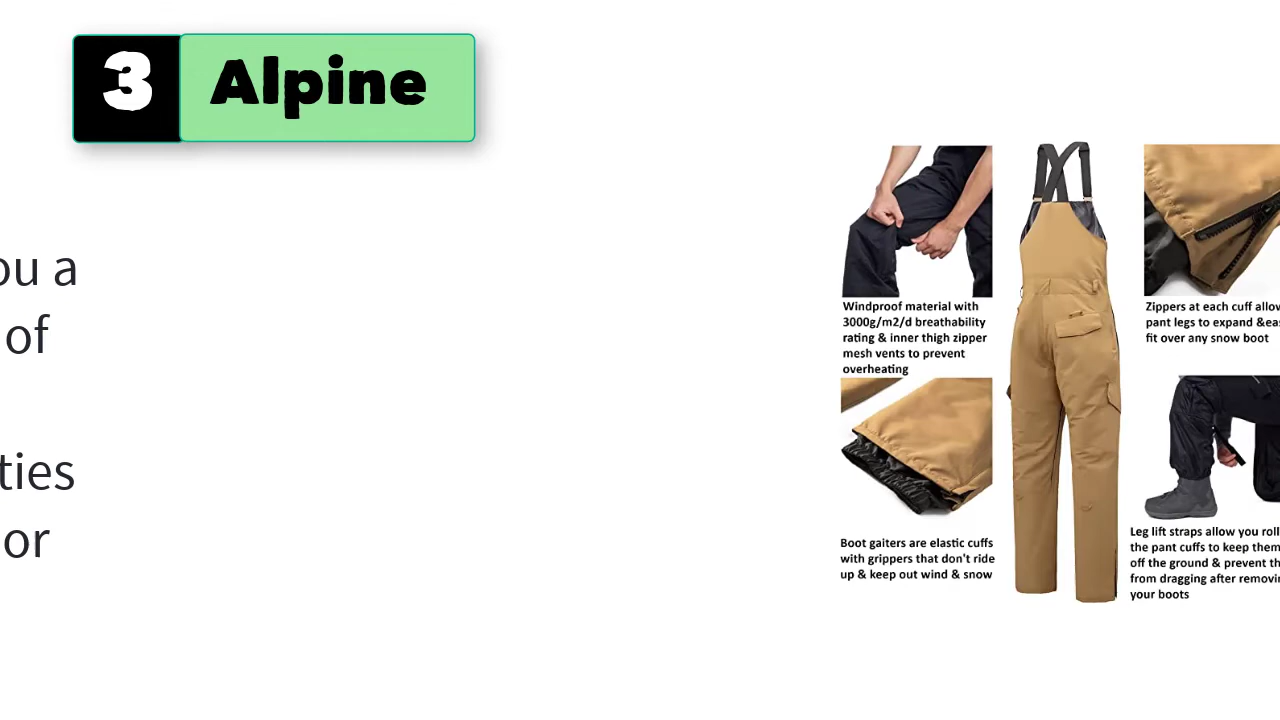 3 Alpine
ou a
of
ties
or
Windproof material with
3000g/m2/d breathability
rating & inner thigh zipper
mesh vents to prevent
overheating
Zippers at each cuff allow
pant legs to expand &eas
fit over any snow boot
Boot gaiters are elastic cuffs
with grippers that don't ride
up & keep out wind & snow
Leg lift straps allow you roll
the pant cuffs to keep them
off the ground & prevent th
from dragging after removi
your boots